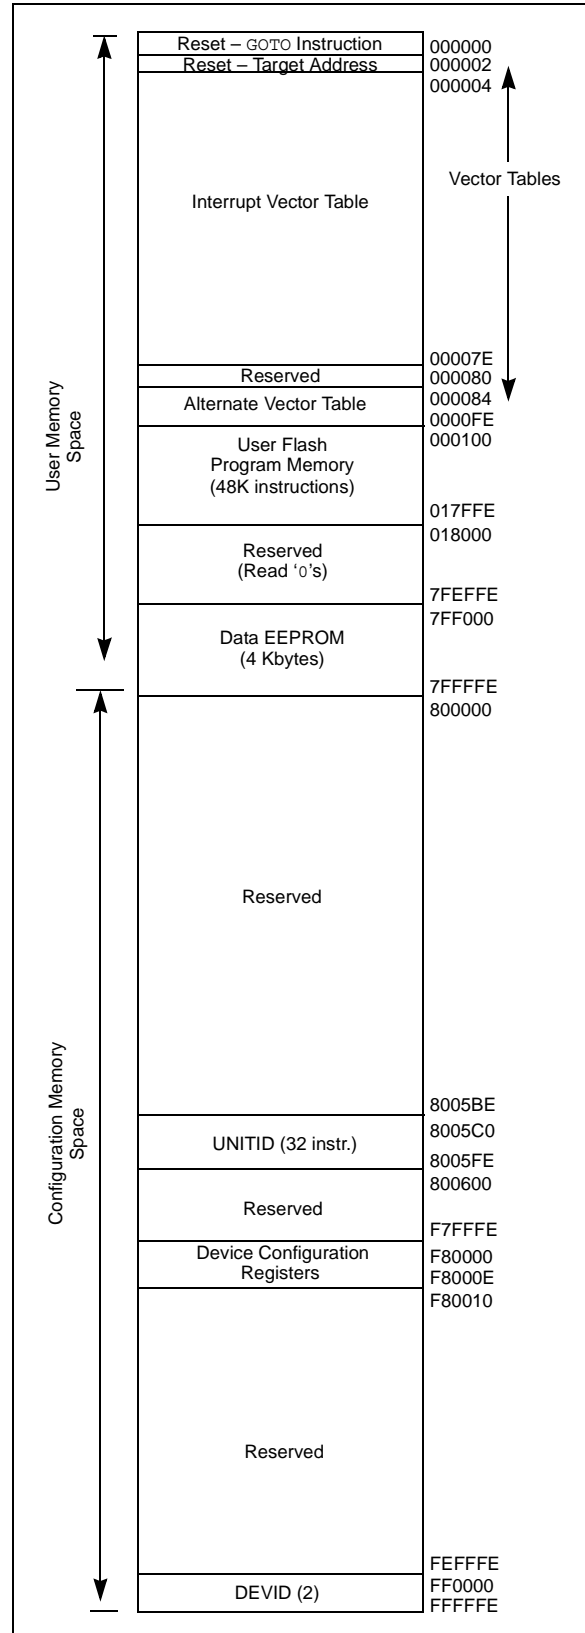 Reset – GOTO Instruction
000000
Reset – Target Address
000002
000004
Vector Tables
Interrupt Vector Table
00007E
Reserved
000080
Alternate Vector Table
000084
0000FE
User Flash
Program Memory
(48K instructions)
000100
017FFE
018000
Reserved
(Read ‘0’s)
7FEFFE
7FF000
Data EEPROM
(4 Kbytes)
7FFFFE
User Memory
Space
800000
Reserved
8005BE
UNITID (32 instr.)
8005C0
8005FE
800600
Reserved
F7FFFE
Device Configuration
Registers
F80000
F8000E
F80010
Configuration Memory
Space
Reserved
FEFFFE
DEVID (2)
FF0000
FFFFFE